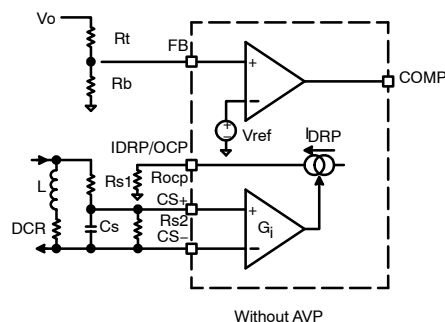 Vo
Rt
FB
+
Rb
−
COMP
+
−
Vref
IDRP/OCP
IDRP
Rs1
Rocp
L
CS+
+
DCR
Cs
Rs2
Gi
CS−
−
Without AVP